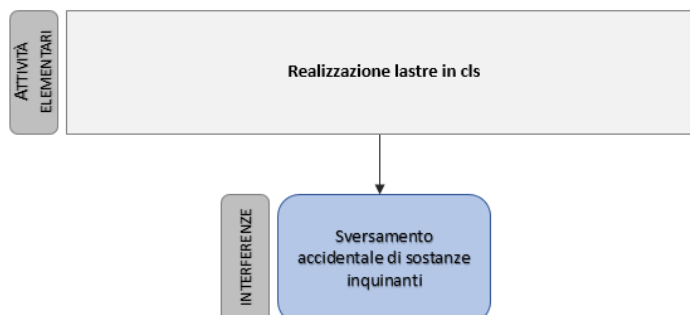 ATTIVITÀ
ELEMENTARI
Realizzazione lastre in cls
INTERFERENZE
Sversamento
accidentale di sostanze
inquinanti